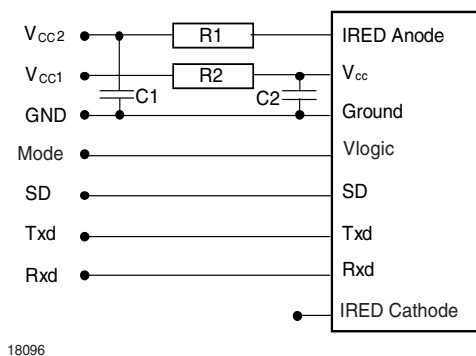 VCC2 R1 IRED Anode
VCC1 R2 Vcc
C1 C2
GND Ground
Mode Vlogic
SD SD
Txd Txd
Rxd Rxd
IRED Cathode
18096